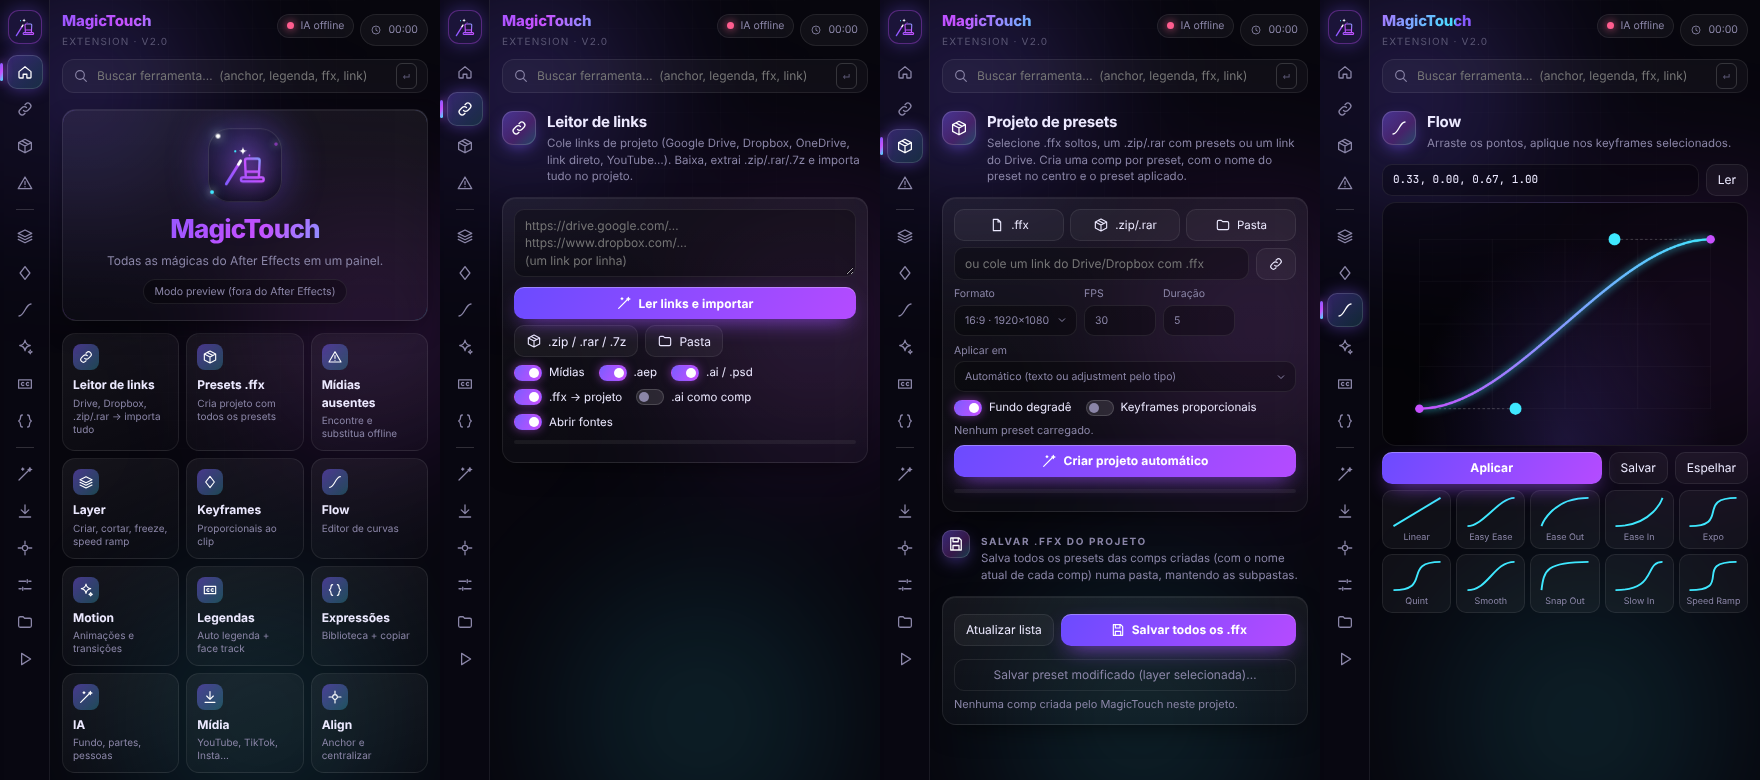 MagicTouch
EXTENSION · V2.0
IA offline
00:00
Buscar ferramenta... (anchor, legenda, ffx, link)
MagicTouch
Todas as mágicas do After Effects em um painel.
Modo preview (fora do After Effects)
Leitor de links
Drive, Dropbox,
.zip/.rar → importa
tudo
Presets .ffx
Cria projeto com
todos os presets
Mídias
ausentes
Encontre e
substitua offline
Layer
Criar, cortar, freeze,
speed ramp
Keyframes
Proporcionais ao
clip
Flow
Editor de curvas
Motion
Animações e
transições
Legendas
Auto legenda +
face track
Expressões
Biblioteca + copiar
IA
Fundo, partes,
pessoas
Mídia
YouTube, TikTok,
Insta...
Align
Anchor e
centralizar
MagicTouch
EXTENSION · V2.0
IA offline
00:00
Buscar ferramenta... (anchor, legenda, ffx, link)
Leitor de links
Cole links de projeto (Google Drive, Dropbox, OneDrive,
link direto, YouTube...). Baixa, extrai .zip/.rar/.7z e importa
tudo no projeto.
https://drive.google.com/...
https://www.dropbox.com/...
(um link por linha)
Ler links e importar
.zip / .rar / .7z
Pasta
Mídias
.aep
.ai / .psd
.ffx → projeto
.ai como comp
Abrir fontes
MagicTouch
EXTENSION · V2.0
IA offline
00:00
Buscar ferramenta... (anchor, legenda, ffx, link)
Projeto de presets
Selecione .ffx soltos, um .zip/.rar com presets ou um link
do Drive. Cria uma comp por preset, com o nome do
preset no centro e o preset aplicado.
.ffx
.zip/.rar
Pasta
ou cole um link do Drive/Dropbox com .ffx
Formato
FPS
Duração
16:9 · 1920×1080
30
5
Aplicar em
Automático (texto ou adjustment pelo tipo)
Fundo degradê
Keyframes proporcionais
Nenhum preset carregado.
Criar projeto automático
SALVAR .FFX DO PROJETO
Salva todos os presets das comps criadas (com o nome
atual de cada comp) numa pasta, mantendo as subpastas.
Atualizar lista
Salvar todos os .ffx
Salvar preset modificado (layer selecionada)...
Nenhuma comp criada pelo MagicTouch neste projeto.
MagicTouch
EXTENSION · V2.0
IA offline
00:00
Buscar ferramenta... (anchor, legenda, ffx, link)
Flow
Arraste os pontos, aplique nos keyframes selecionados.
0.33, 0.00, 0.67, 1.00
Ler
Aplicar
Salvar
Espelhar
Linear
Easy Ease
Ease Out
Ease In
Expo
Quint
Smooth
Snap Out
Slow In
Speed Ramp